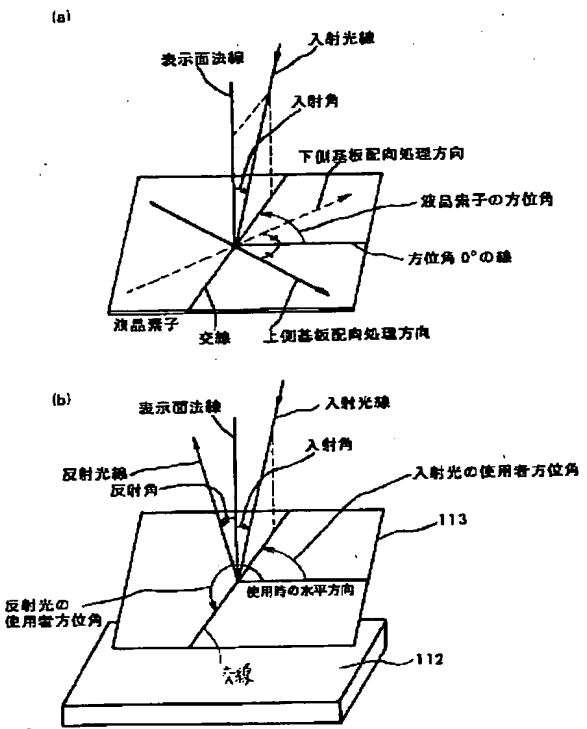 (a)
入射光線
表示面法線
入射角
下側基板配向処理方向
液晶素子の方位角
方位角 0°の線
液晶素子
交線
上側基板配向処理方向
(b)
表示面法線
入射光線
反射光線
入射角
反射角
入射光の使用者方位角
113
使用時の水平方向
反射光の
使用者方位角
交線
112